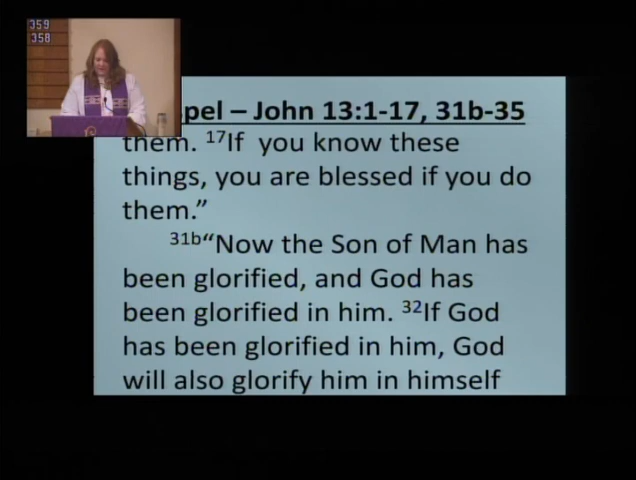 359
358
pel – John 13:1-17, 31b-35
them. 17If you know these
things, you are blessed if you do
them.”
31b“Now the Son of Man has
been glorified, and God has
been glorified in him. 32If God
has been glorified in him, God
will also glorify him in himself